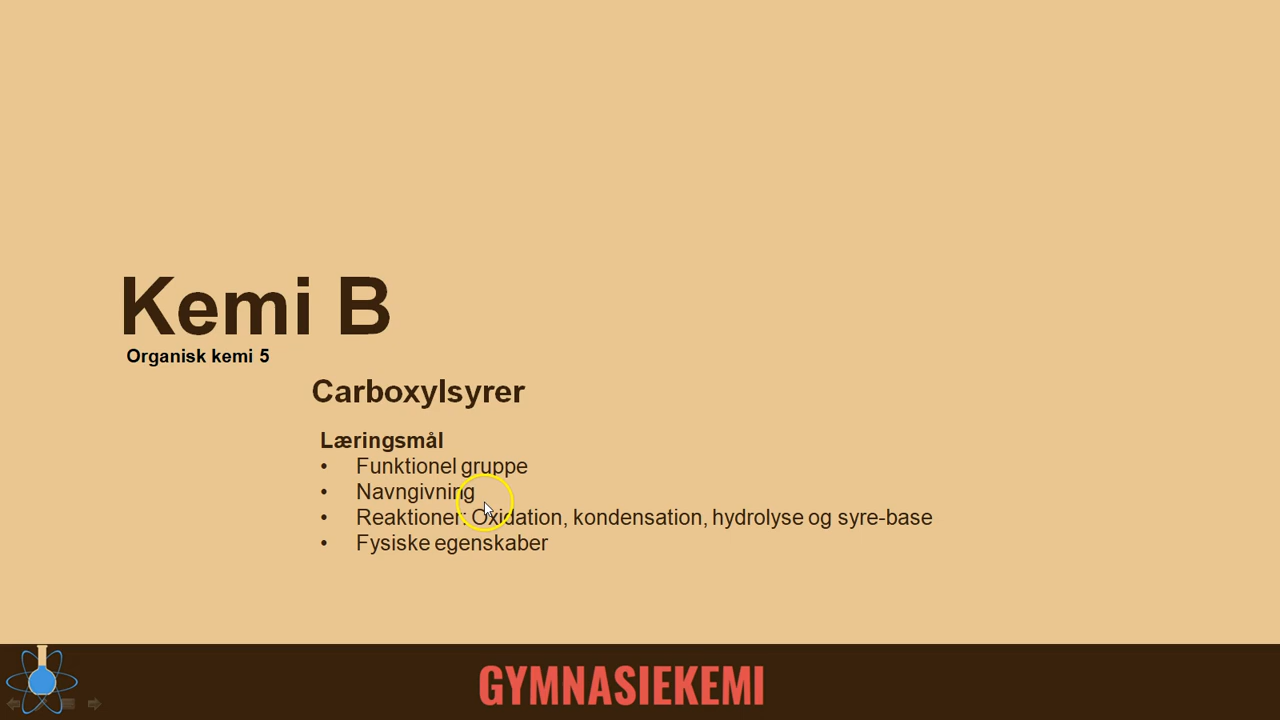 Kemi B
Organisk kemi 5
Carboxylsyrer
Læringsmål
• Funktionel gruppe
• Navngivning
• Reaktioner: Oxidation, kondensation, hydrolyse og syre-base
• Fysiske egenskaber
GYMNASIEKEMI